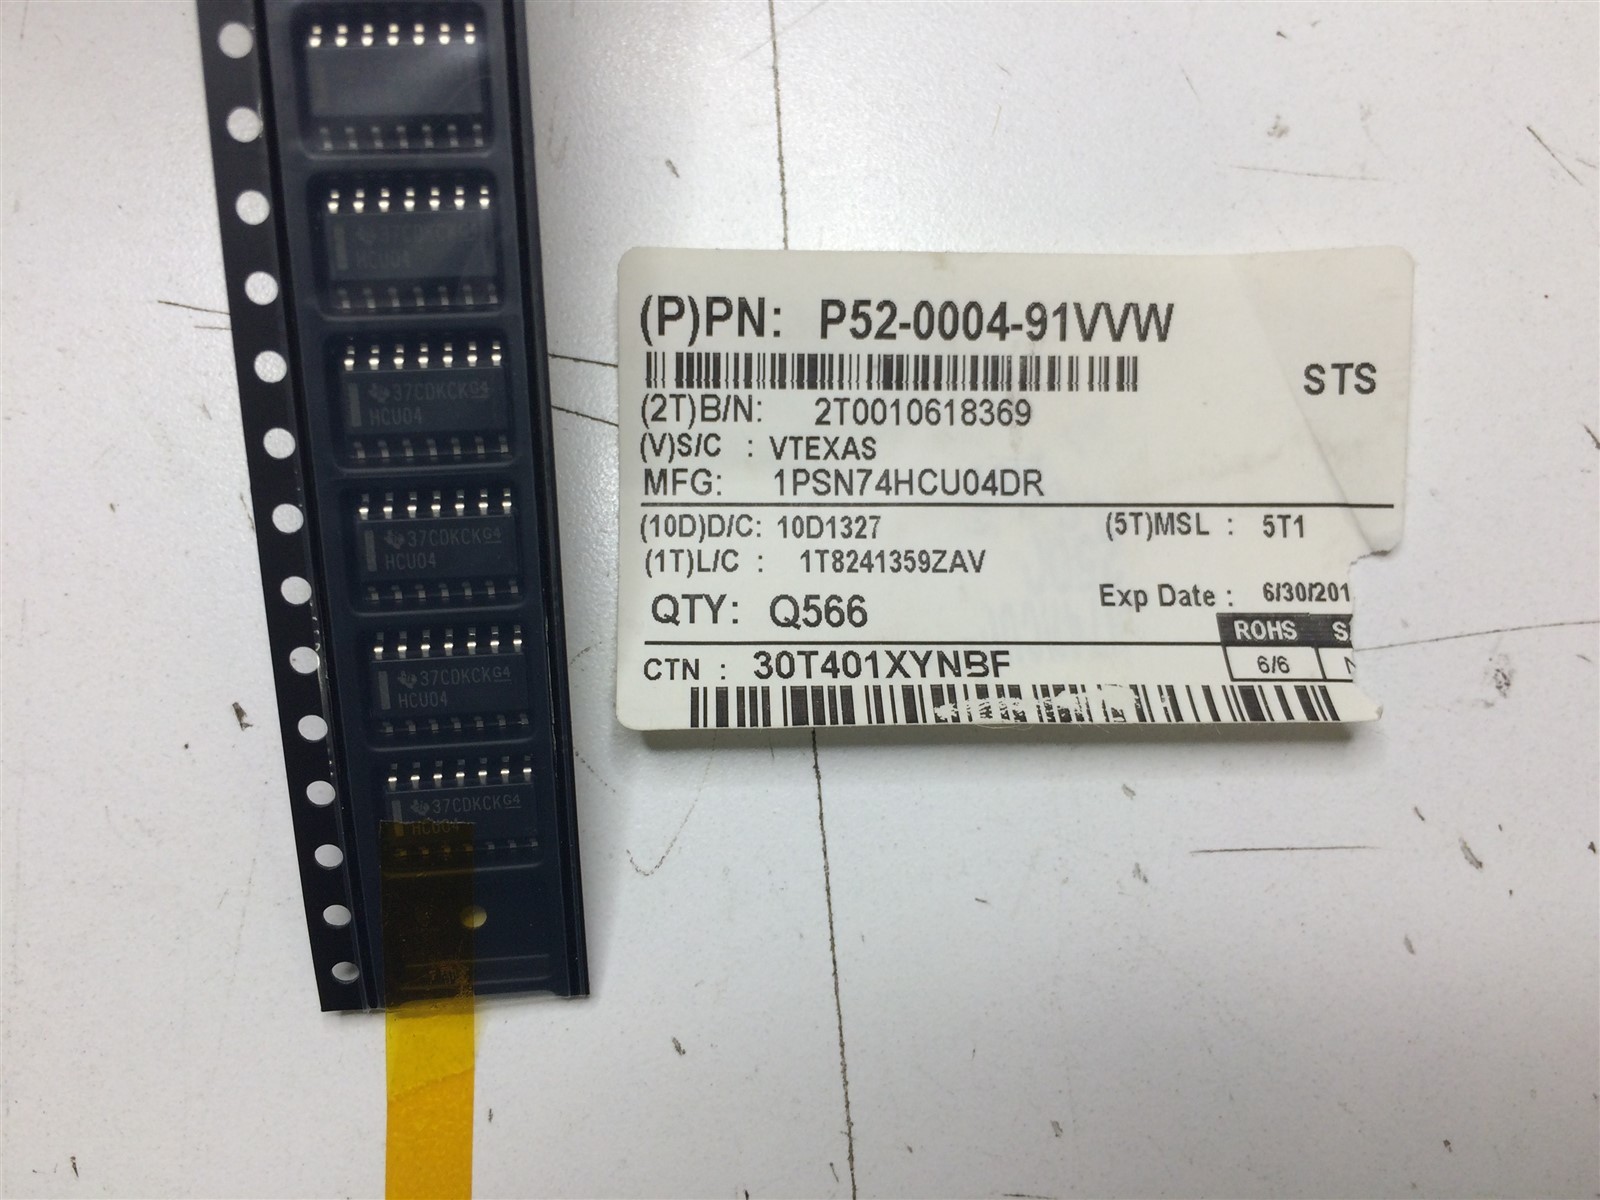 37CDKCKG4
HCU04
37CDKCKG4
HCU04
37CDKCKG4
HCU04
37CDKCKG4
HCU04
37CDKCKG4
HCU04
(P)PN: P52-0004-91VVW
STS
(2T)B/N: 2T0010618369
(V)S/C : VTEXAS
MFG: 1PSN74HCU04DR
(10D)D/C: 10D1327 (5T)MSL : 5T1
(1T)L/C : 1T8241359ZAV
QTY: Q566 Exp Date : 6/30/201
ROHS
6/6
CTN : 30T401XYNBF